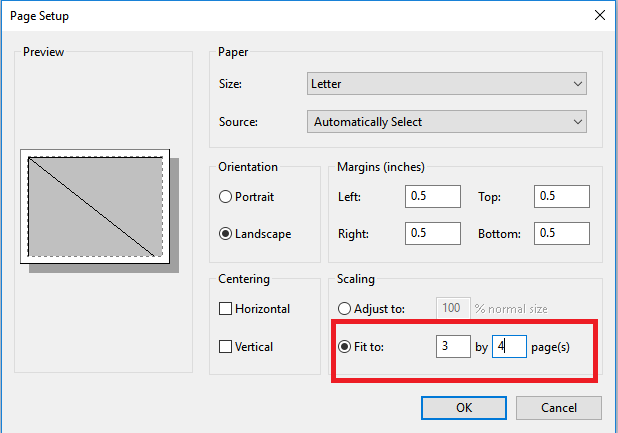 Page Setup
Preview
Paper
Size: Letter
Source: Automatically Select
Orientation
Portrait
Landscape
Margins (inches)
Left: 0.5 Top: 0.5
Right: 0.5 Bottom: 0.5
Centering
Horizontal
Vertical
Scaling
Adjust to: 100 % normal size
Fit to: 3 by 4 page(s)
OK Cancel